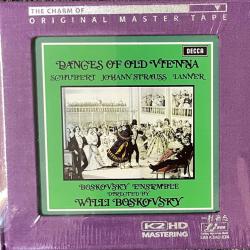 THE CHARM OF
ORIGINAL MASTER TAPE
DECCA
DANCES OF OLD VIENNA
SCHUBERT JOHANN STRAUSS LANNER
BOSKOVSKY ENSEMBLE
DIRECTED BY
WILLI BOSKOVSKY
K2 HD
MASTERING